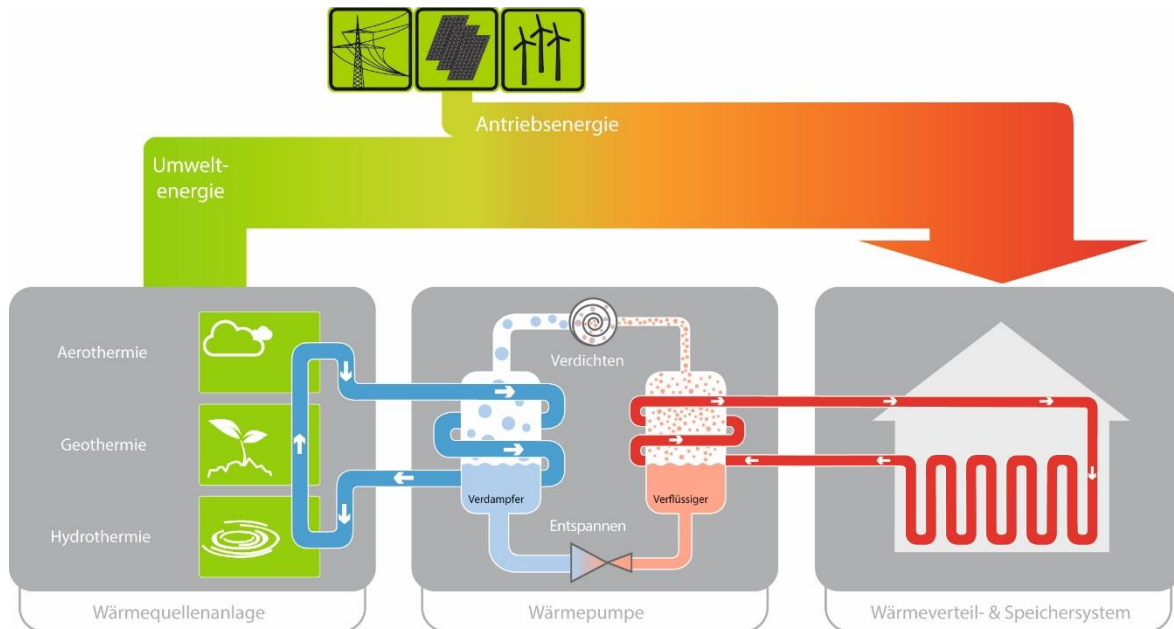 Antriebsenergie
Umwelt-
energie
Aerothermie
Geothermie
Hydrothermie
Verdichten
Verdampfer
Verflüssiger
Entspannen
Wärmequellenanlage
Wärmepumpe
Wärmeverteil- & Speichersystem